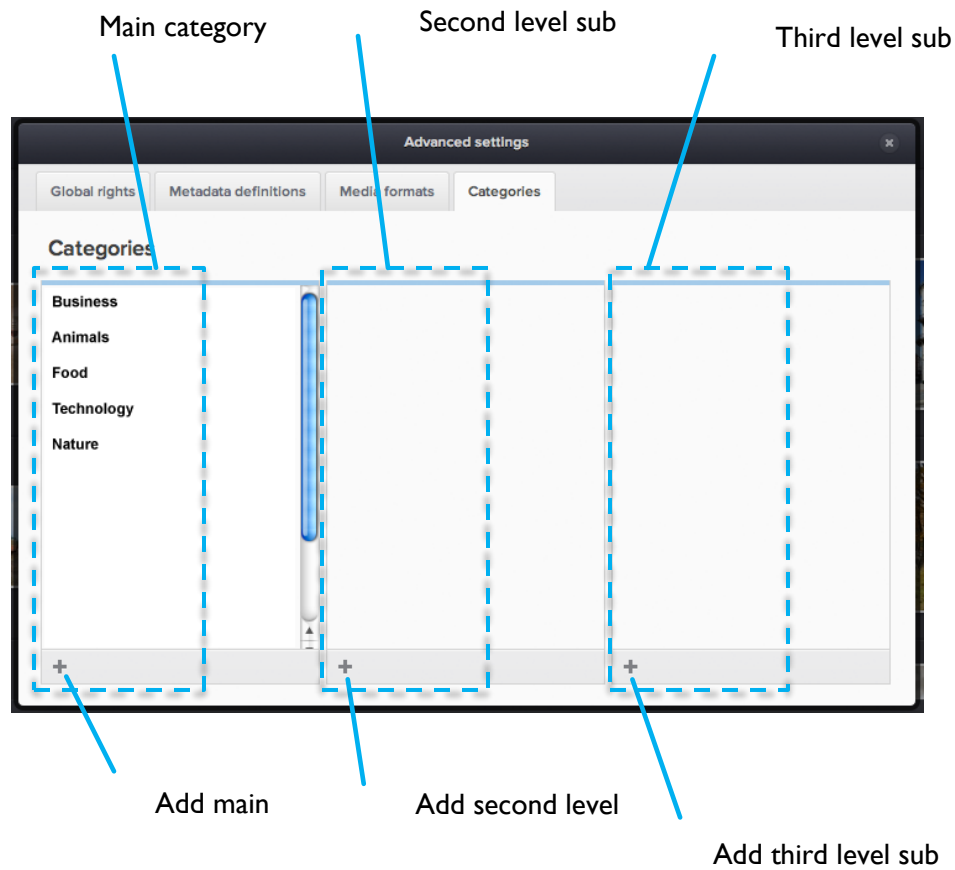 Main category
Second level sub
Third level sub
Advanced settings
Global rights
Metadata definitions
Media formats
Categories
Categories
Business
Animals
Food
Technology
Nature
Add main
Add second level
Add third level sub